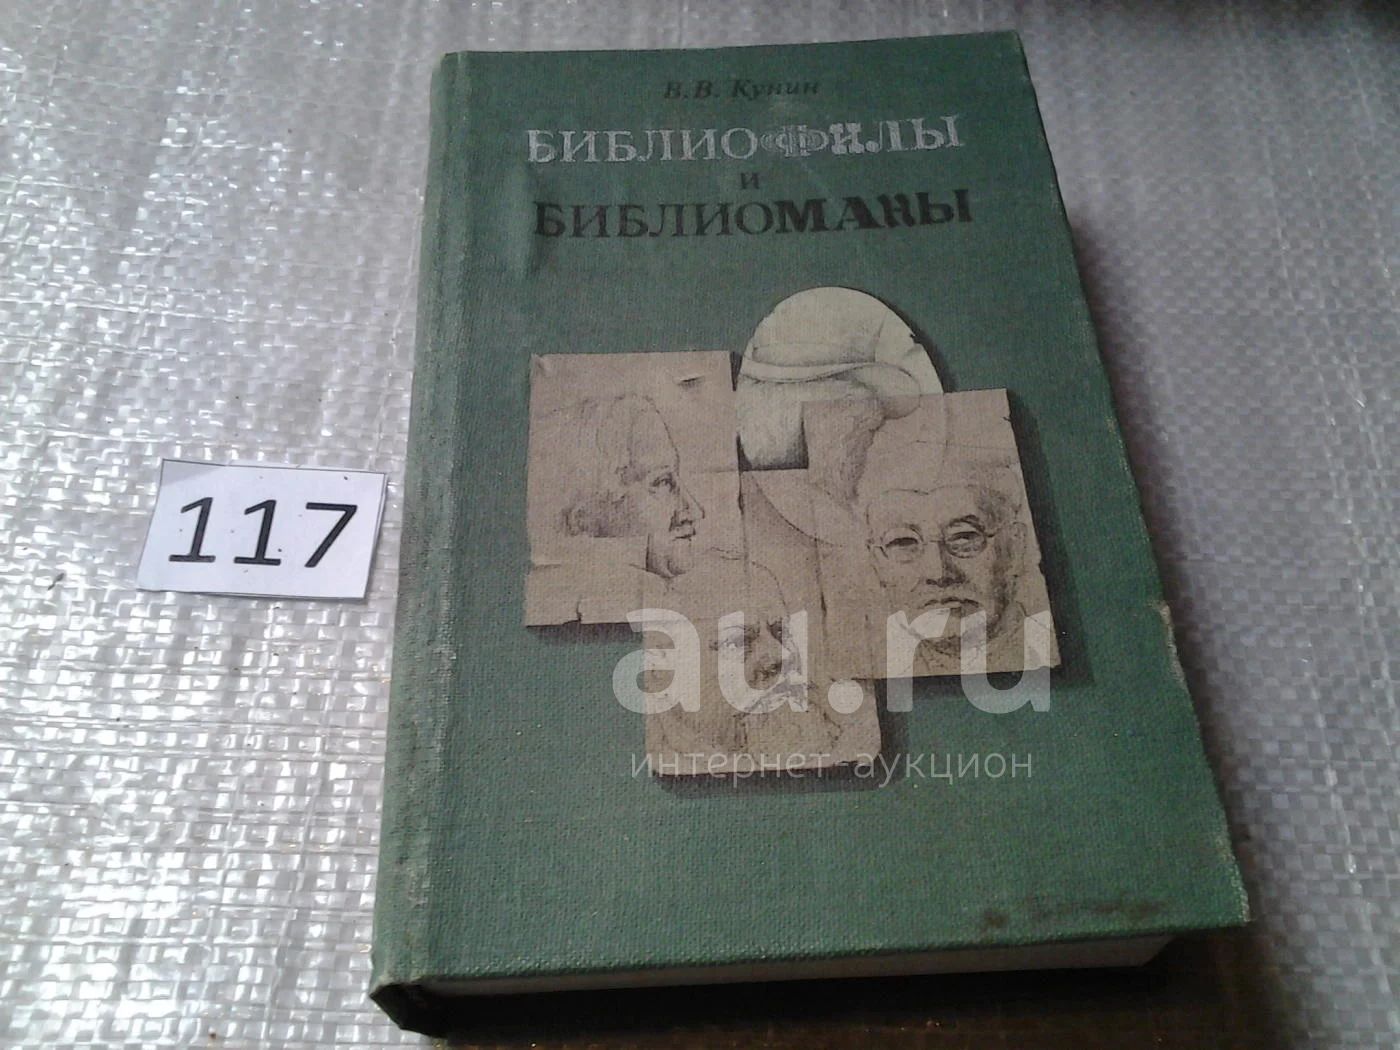 В.В. Кунин
БИБЛИОФИЛЫ
И
БИБЛИОМАНЫ
117
au.ru
интернет-аукцион